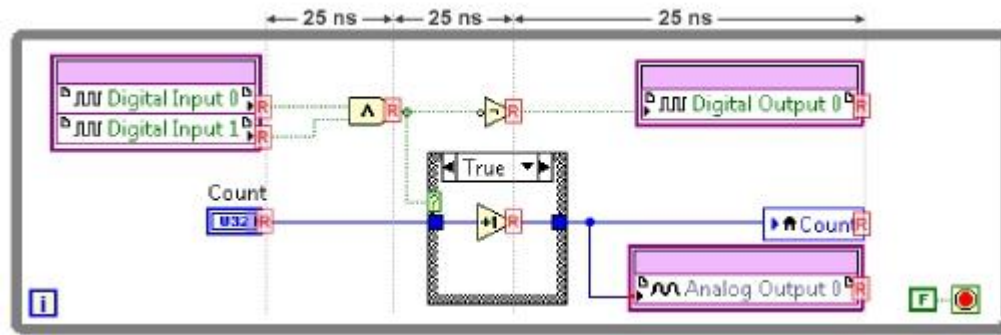 25 ns 25 ns 25 ns
Digital Input 0 R
Digital Input 1 R
R
R
Digital Output 0 R
True
?
Count
U32 R
R
Count R
Analog Output 0 R
i
F